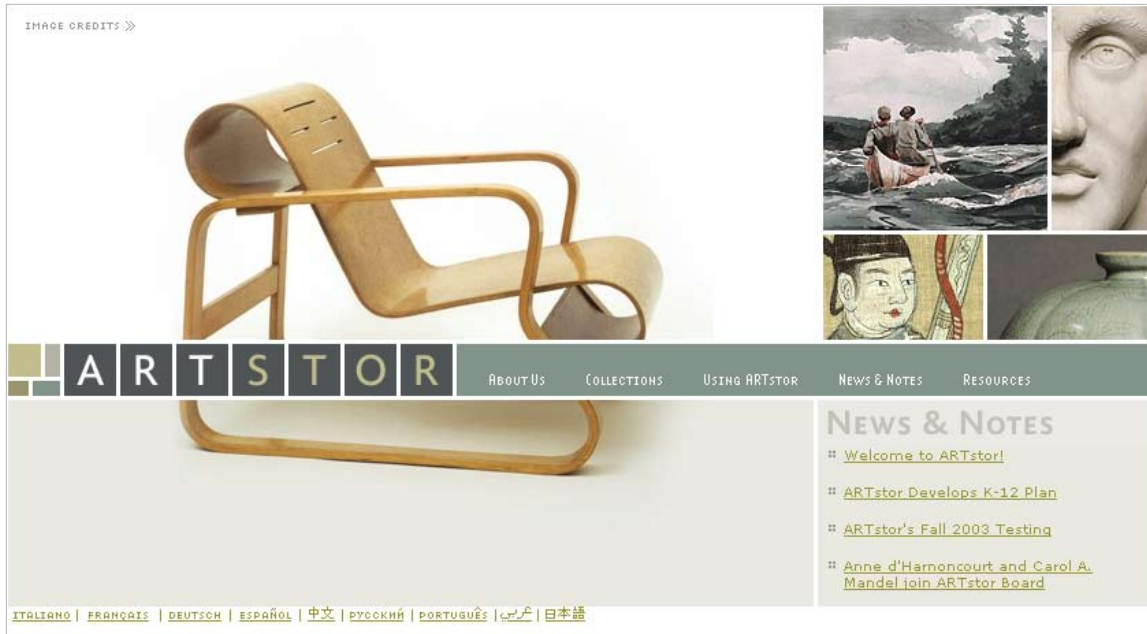 IMAGE CREDITS »
ARTSTOR
ABOUT US COLLECTIONS USING ARTSTOR NEWS & NOTES RESOURCES
NEWS & NOTES
Welcome to ARTstor!
ARTstor Develops K-12 Plan
ARTstor's Fall 2003 Testing
Anne d'Harnoncourt and Carol A.
Mandel join ARTstor Board
ITALIANO | FRANÇAIS | DEUTSCH | ESPAÑOL | 中文 | РУССКИЙ | PORTUGUÊS | عربي | 日本語